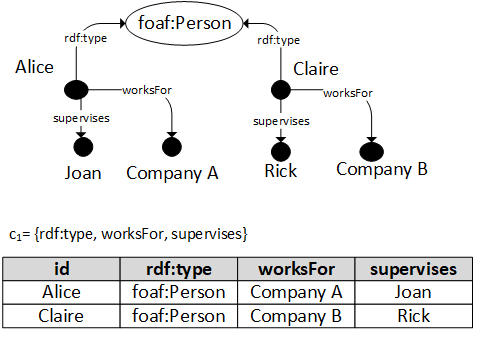 foaf:Person
rdf:type rdf:type
Alice Claire
worksFor worksFor
supervises supervises
Joan Company A Rick Company B
c₁= {rdf:type, worksFor, supervises}
id rdf:type worksFor supervises
Alice foaf:Person Company A Joan
Claire foaf:Person Company B Rick